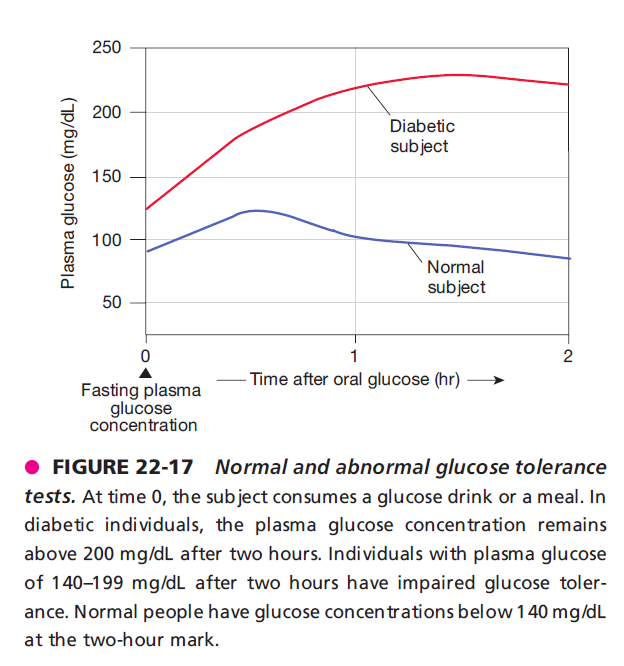 250
200
150
100
50
Plasma glucose (mg/dL)
Diabetic
subject
Normal
subject
0
1
2
Time after oral glucose (hr)
Fasting plasma
glucose
concentration
FIGURE 22-17 Normal and abnormal glucose tolerance
tests. At time 0, the subject consumes a glucose drink or a meal. In
diabetic individuals, the plasma glucose concentration remains
above 200 mg/dL after two hours. Individuals with plasma glucose
of 140–199 mg/dL after two hours have impaired glucose toler-
ance. Normal people have glucose concentrations below 140 mg/dL
at the two-hour mark.